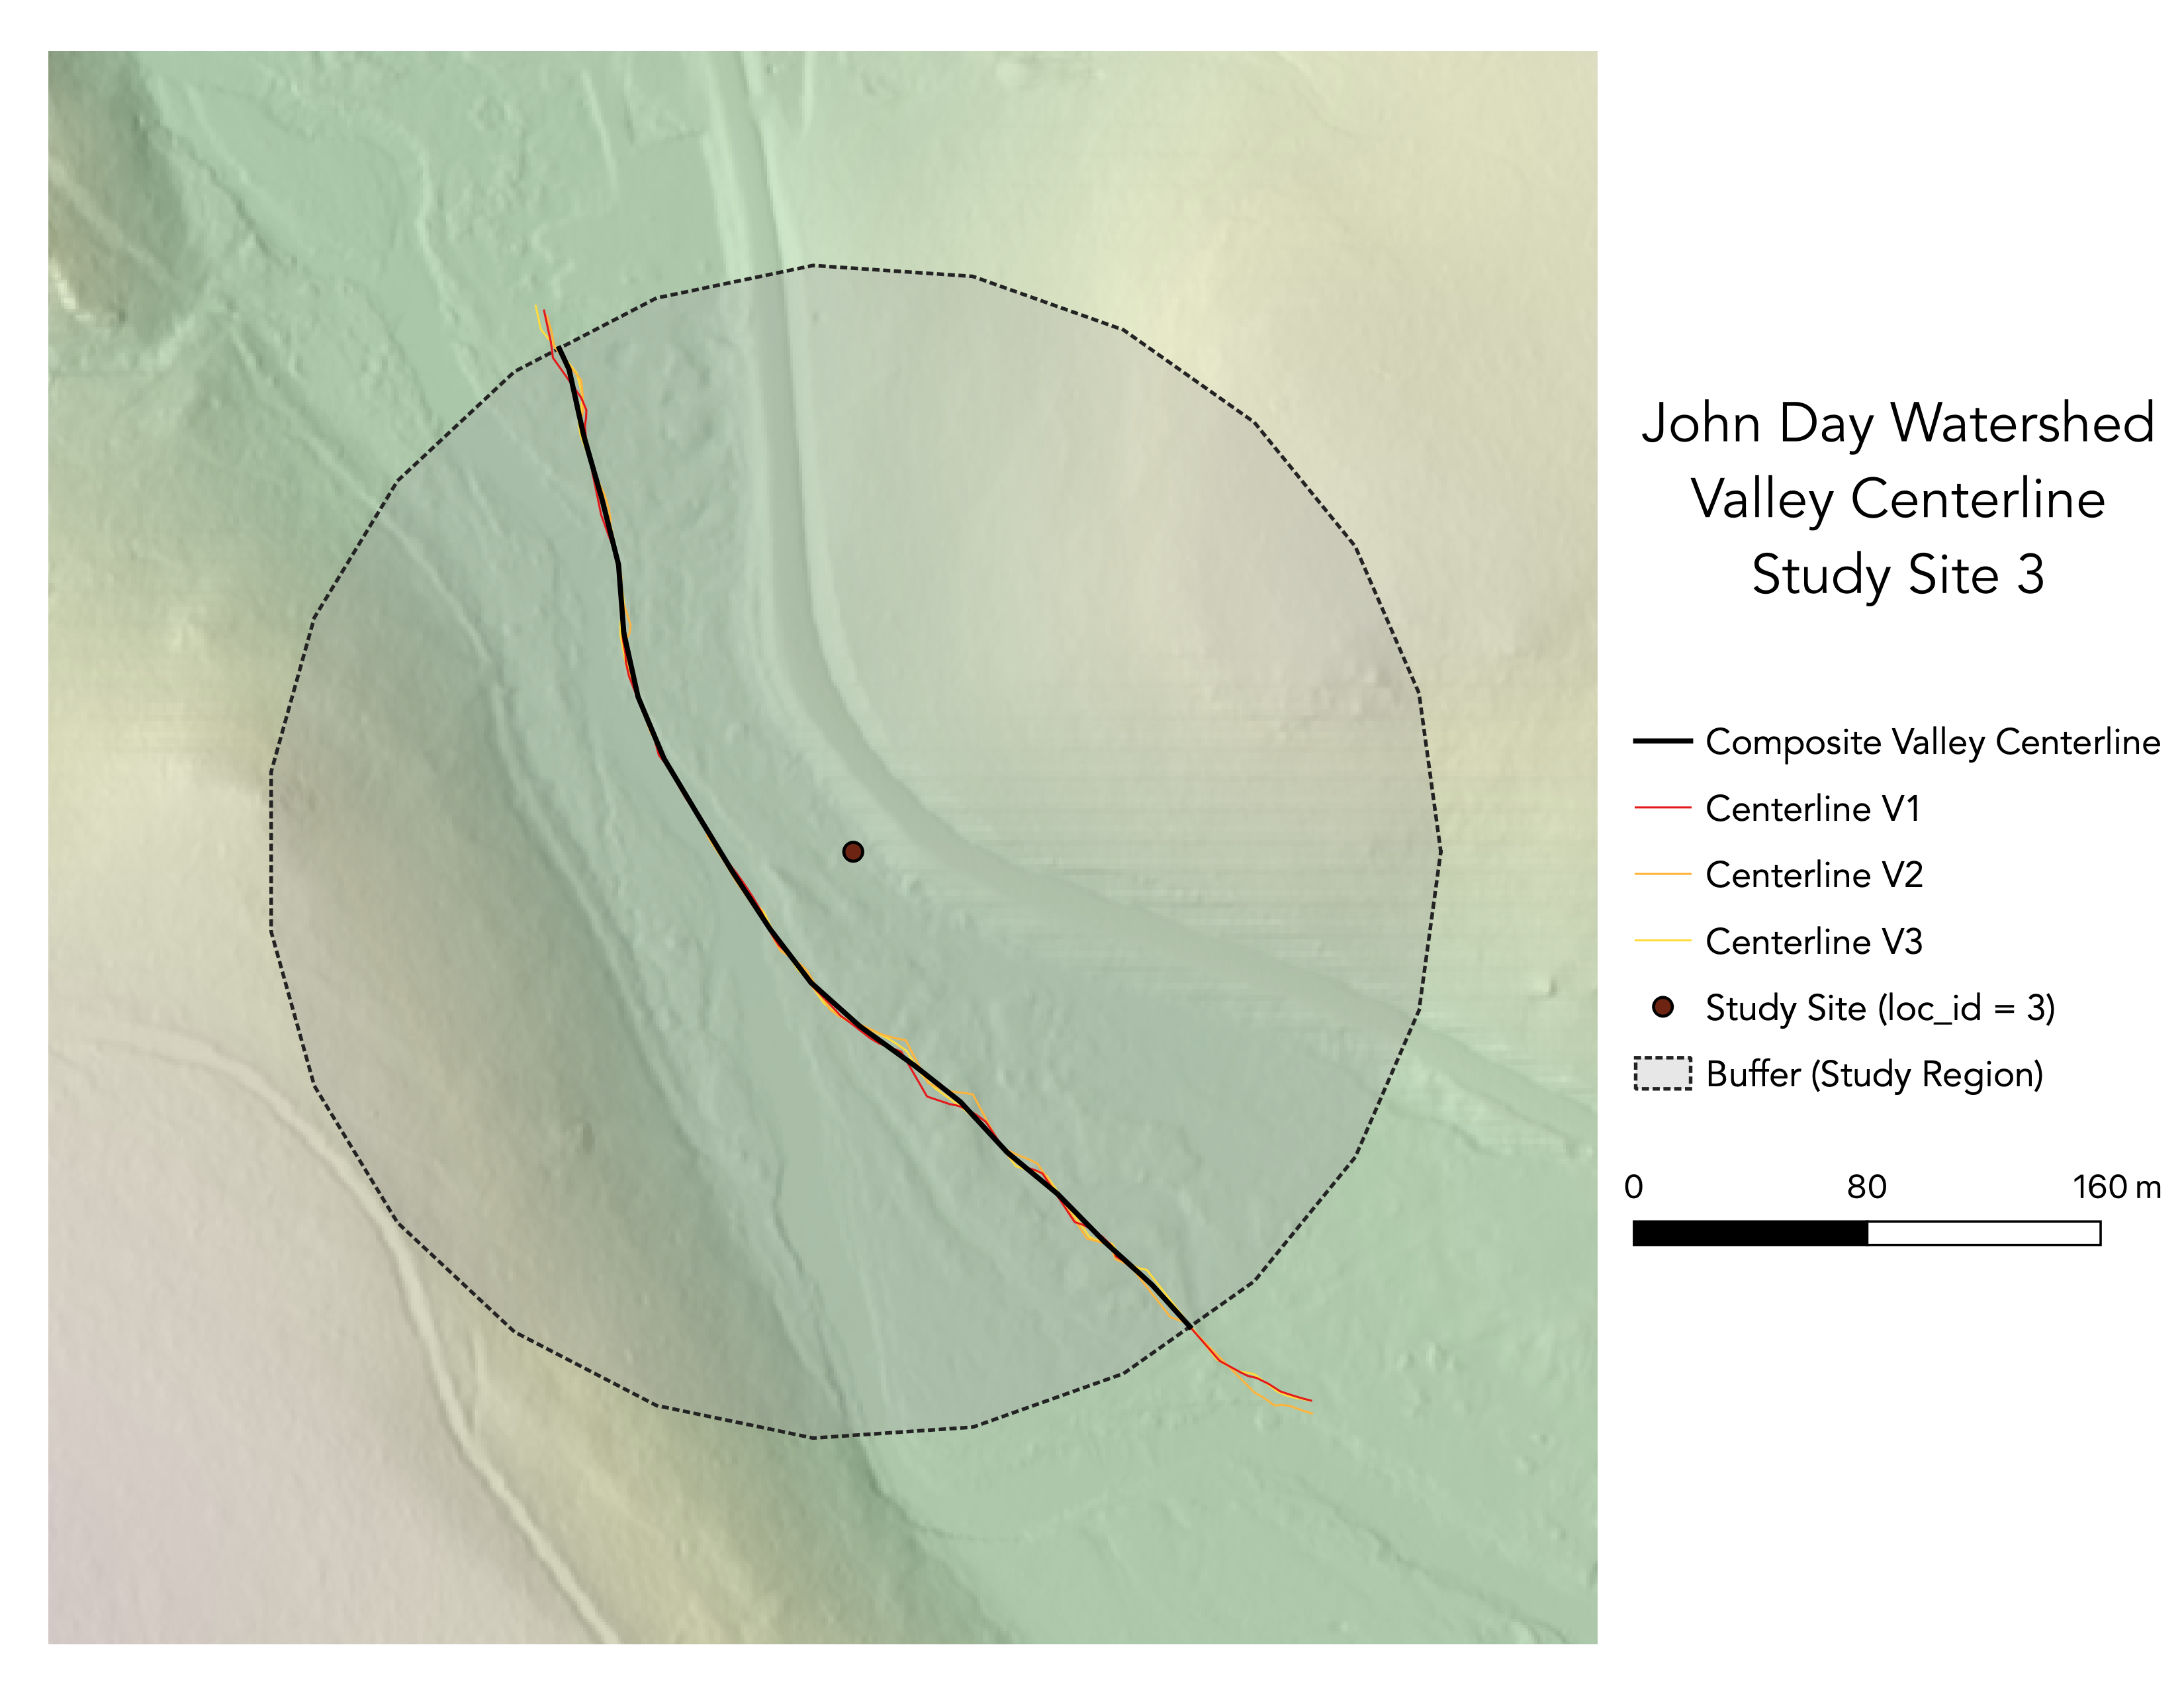 John Day Watershed
Valley Centerline
Study Site 3
Composite Valley Centerline
Centerline V1
Centerline V2
Centerline V3
Study Site (loc_id = 3)
Buffer (Study Region)
0 80 160 m